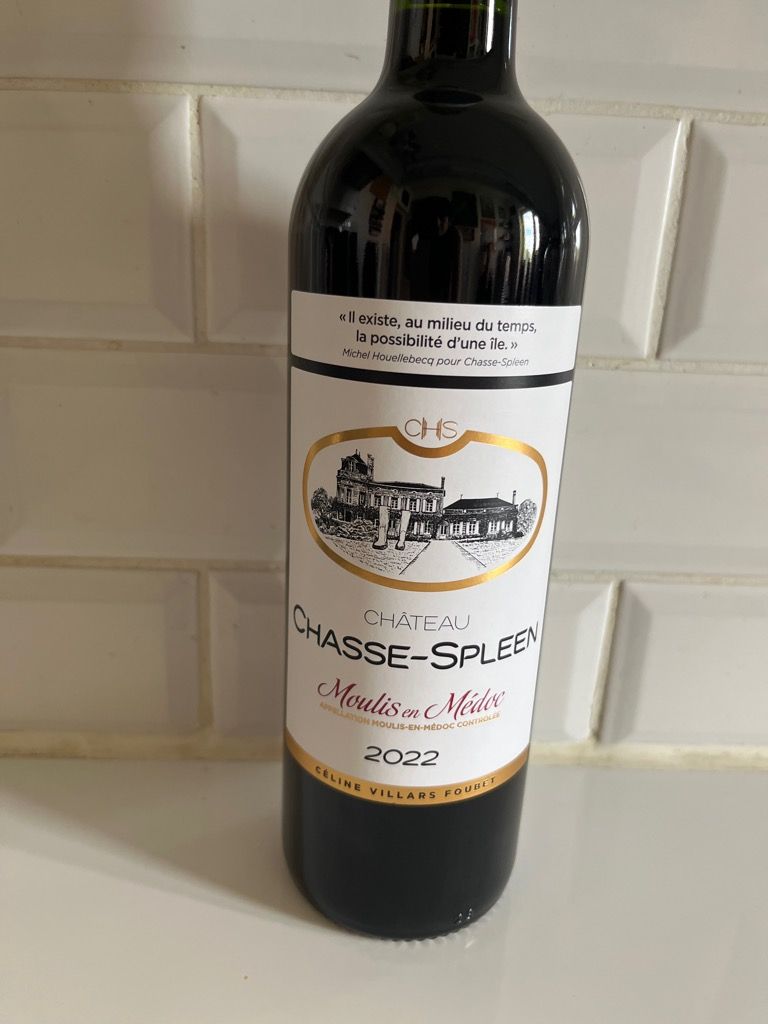 « Il existe, au milieu du temps,
la possibilité d'une île. »
Michel Houellebecq pour Chasse-Spleen
CHS
CHÂTEAU
CHASSE-SPLEEN
Moulis en Médoc
APPELLATION MOULIS-EN-MÉDOC CONTROLÉE
2022
CÉLINE VILLARS FOUBET